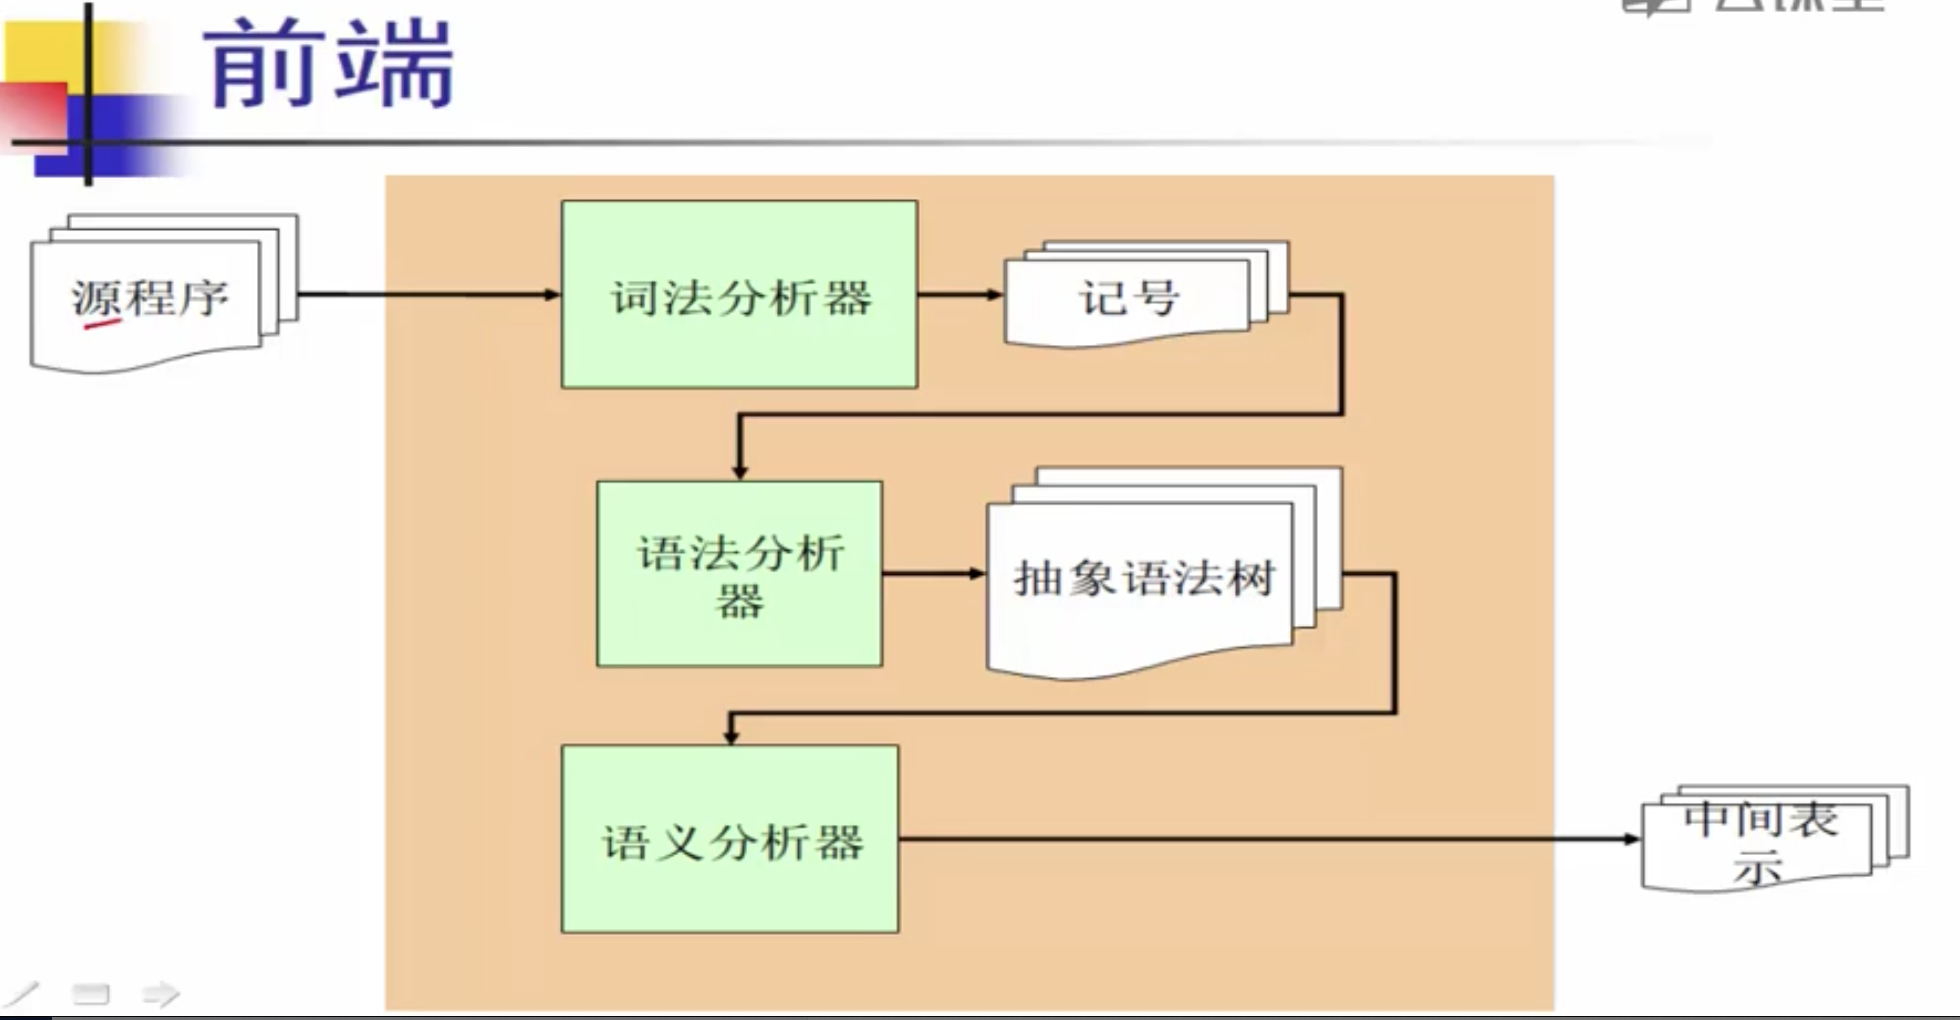 前端
源程序
词法分析器
记号
语法分析
器
抽象语法树
语义分析器
中间表
示